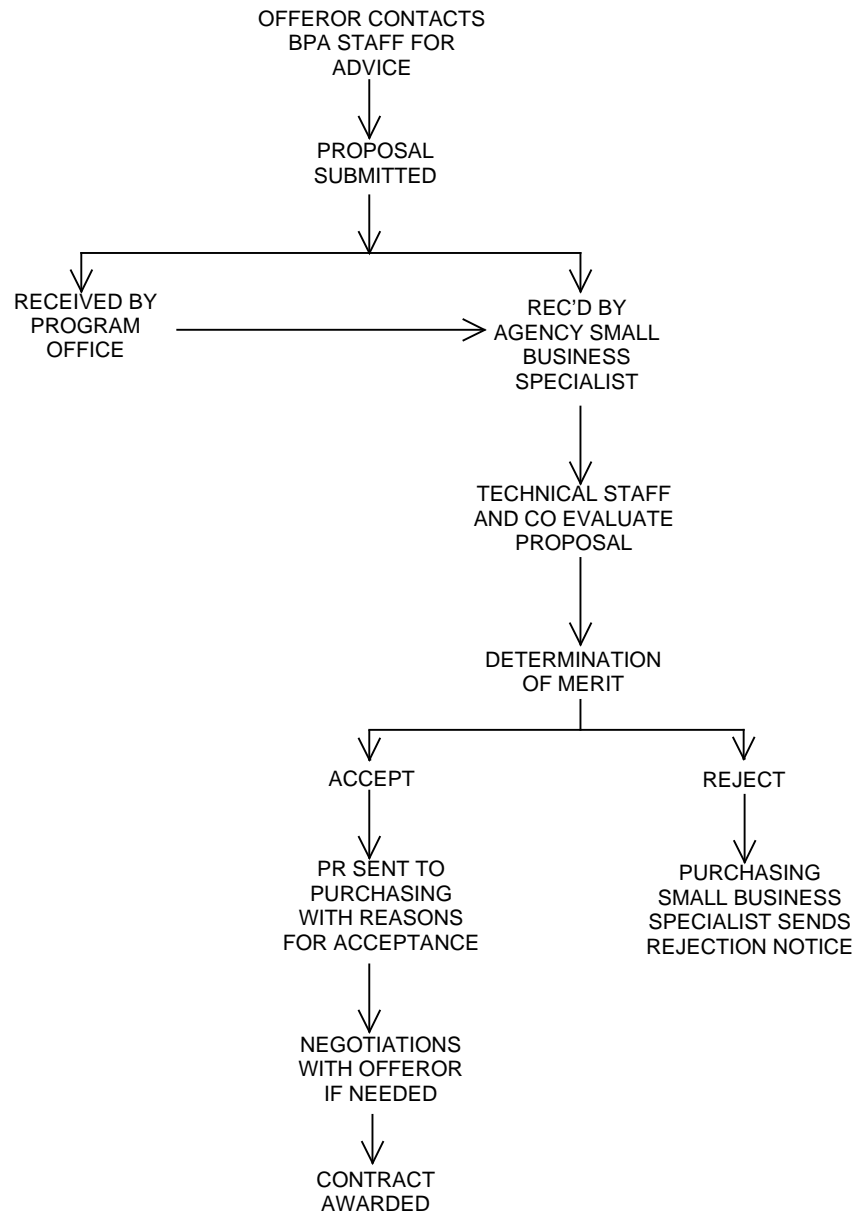 OFFEROR CONTACTS
BPA STAFF FOR
ADVICE
PROPOSAL
SUBMITTED
RECEIVED BY
PROGRAM
OFFICE
REC’D BY
AGENCY SMALL
BUSINESS
SPECIALIST
TECHNICAL STAFF
AND CO EVALUATE
PROPOSAL
DETERMINATION
OF MERIT
ACCEPT
REJECT
PR SENT TO
PURCHASING
WITH REASONS
FOR ACCEPTANCE
PURCHASING
SMALL BUSINESS
SPECIALIST SENDS
REJECTION NOTICE
NEGOTIATIONS
WITH OFFEROR
IF NEEDED
CONTRACT
AWARDED